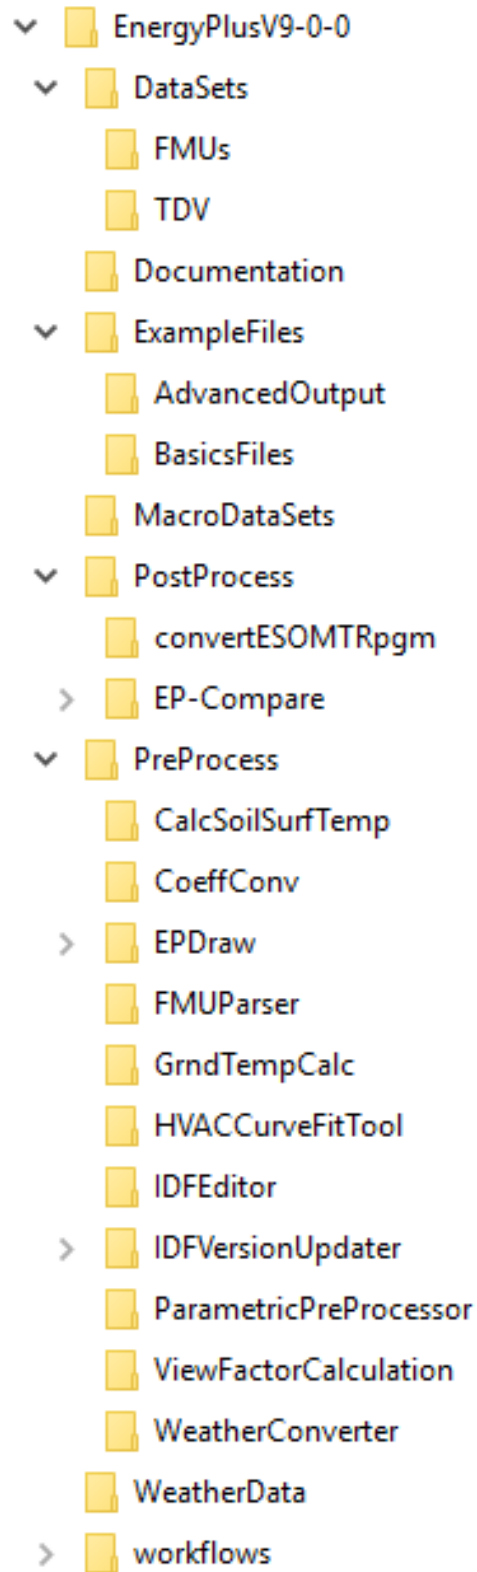 EnergyPlusV9-0-0
DataSets
FMUs
TDV
Documentation
ExampleFiles
AdvancedOutput
BasicsFiles
MacroDataSets
PostProcess
convertESOMTRpgm
EP-Compare
PreProcess
CalcSoilSurfTemp
CoeffConv
EPDraw
FMUParser
GrndTempCalc
HVACCurveFitTool
IDFEditor
IDFVersionUpdater
ParametricPreProcessor
ViewFactorCalculation
WeatherConverter
WeatherData
workflows